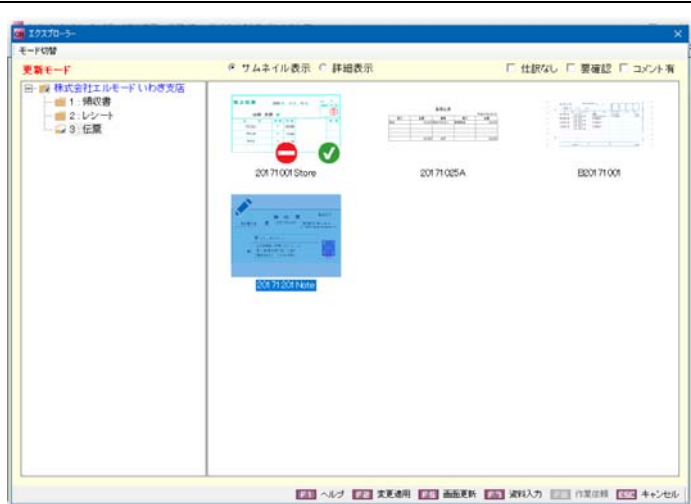 エクスプローラー
モード切替
更新モード
サムネイル表示 詳細表示 仕訳なし 要確認 コメント有
株式会社エルモード いわき支店
1 : 領収書
2 : レシート
3 : 伝票
20171001Store 20171025A B20171001
20171201Note
F1 ヘルプ F2 変更適用 F5 画面更新 資料入力 作業依頼 ESC キャンセル